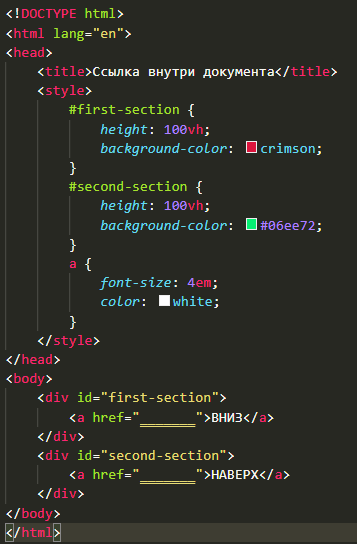 <!DOCTYPE html>
<html lang="en">
<head>
    <title>Ссылка внутри документа</title>
    <style>
        #first-section {
            height: 100vh;
            background-color: crimson;
        }
        #second-section {
            height: 100vh;
            background-color: #06ee72;
        }
        a {
            font-size: 4em;
            color: white;
        }
    </style>
</head>
<body>
    <div id="first-section">
        <a href="_______">ВНИЗ</a>
    </div>
    <div id="second-section">
        <a href="_______">НАВЕРХ</a>
    </div>
</body>
</html>